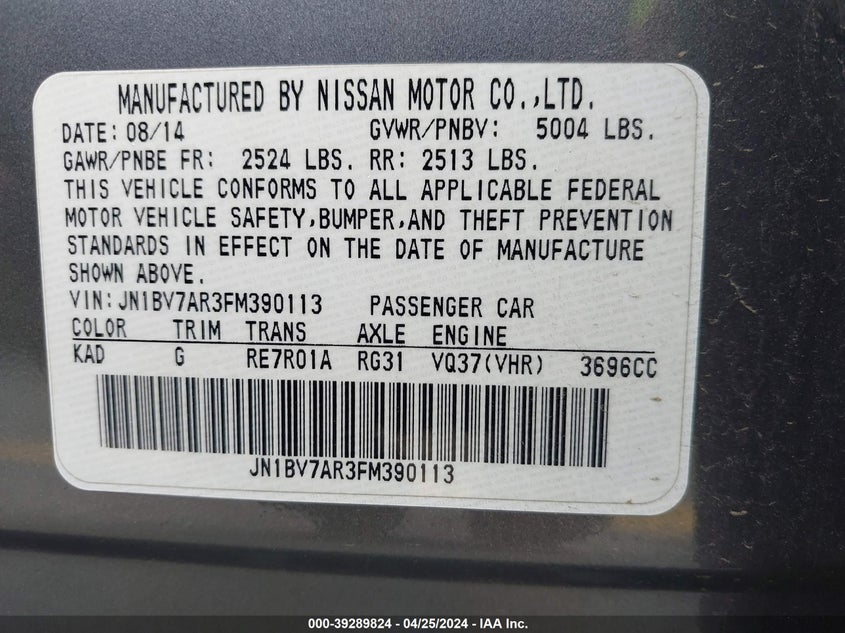 MANUFACTURED BY NISSAN MOTOR CO.,LTD.
DATE: 08/14 GVWR/PNBV: 5004 LBS.
GAWR/PNBE FR: 2524 LBS. RR: 2513 LBS.
THIS VEHICLE CONFORMS TO ALL APPLICABLE FEDERAL
MOTOR VEHICLE SAFETY,BUMPER,AND THEFT PREVENTION
STANDARDS IN EFFECT ON THE DATE OF MANUFACTURE
SHOWN ABOVE.
VIN:JN1BV7AR3FM390113 PASSENGER CAR
COLOR TRIM TRANS AXLE ENGINE
KAD G RE7R01A RG31 VQ37(VHR) 3696CC
JN1BV7AR3FM390113
000-39289824 - 04/25/2024 - IAA Inc.